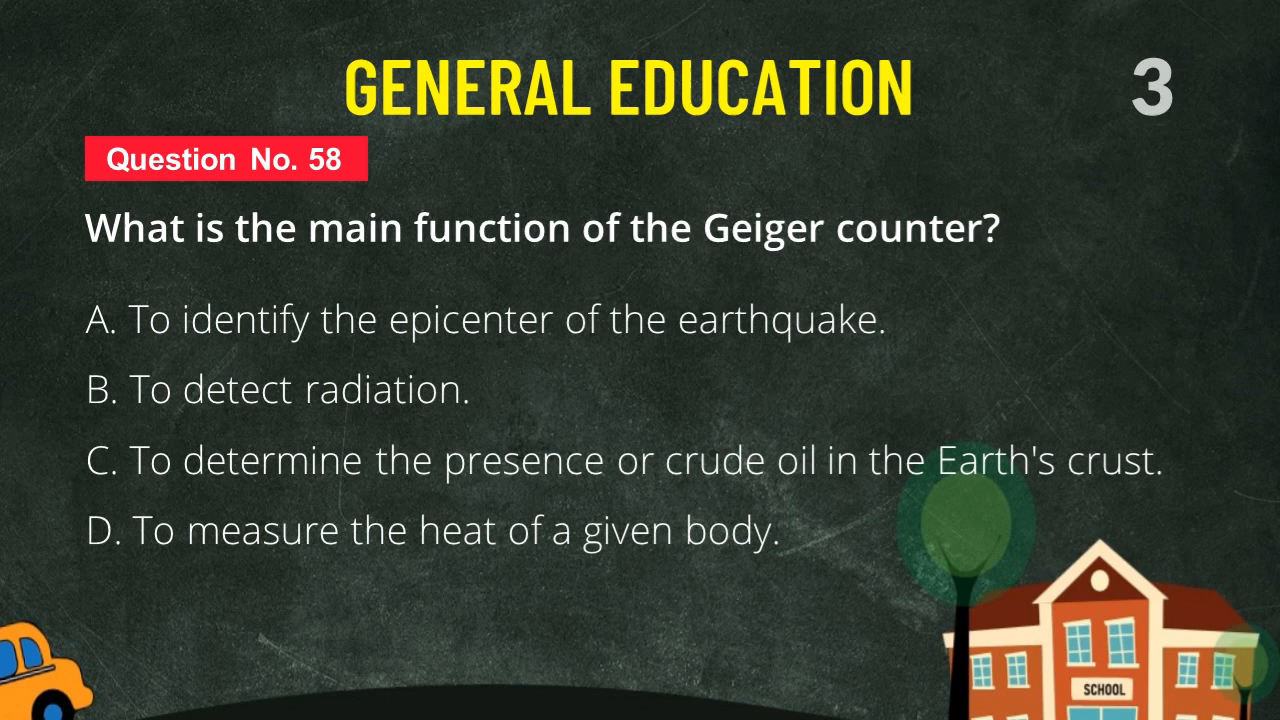 GENERAL EDUCATION
3
Question No. 58
What is the main function of the Geiger counter?
A. To identify the epicenter of the earthquake.
B. To detect radiation.
C. To determine the presence or crude oil in the Earth's crust.
D. To measure the heat of a given body.
SCHOOL